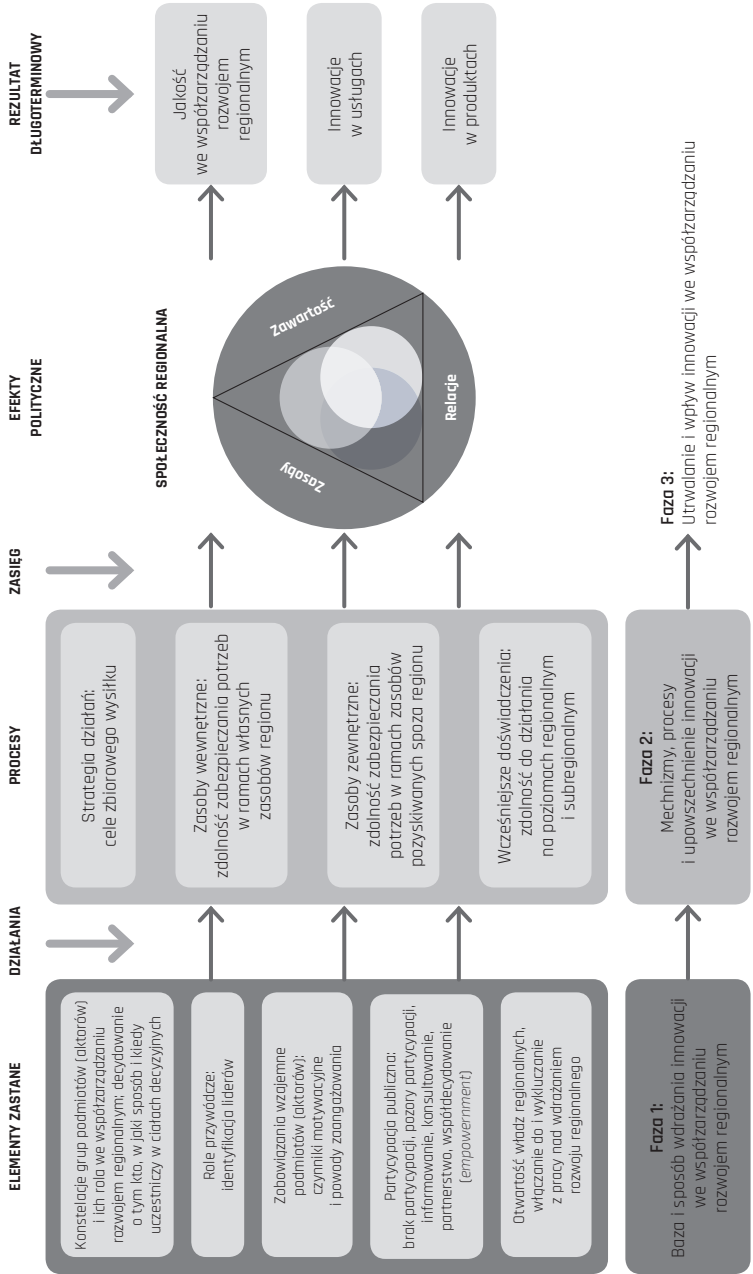 ELEMENTY ZASTANE
DZIAŁANIA
PROCESY
ZASIĘG
EFEKTY
POLITYCZNE
REZULTAT
DŁUGOTERMINOWY
Konstelacje grup podmiotów (aktorów)
i ich rola we współzarządzaniu
rozwojem regionalnym; decydowanie
o tym kto, w jaki sposób i kiedy
uczestniczy w ciałach decyzyjnych
Role przywódcze:
identyfikacja liderów
Zobowiązania wzajemne
podmiotów (aktorów):
czynniki motywacyjne
i powody zaangażowania
Partycypacja publiczna:
brak partycypacji, pozory partycypacji,
informowanie, konsultowanie,
partnerstwo, współdecydowanie
(empowernment)
Otwartość władz regionalnych,
włączanie do i wykluczanie
z pracy nad wdrażaniem
rozwoju regionalnego
Strategia działań:
cele zbiorowego wysiłku
Zasoby wewnętrzne:
zdolność zabezpieczania potrzeb
w ramach własnych
zasobów regionu
Zasoby zewnętrzne:
zdolność zabezpieczania
potrzeb w ramach zasobów
pozyskiwanych spoza regionu
Wcześniejsze doświadczenia:
zdolność do działania
na poziomach regionalnym
i subregionalnym
SPOŁECZNOŚĆ REGIONALNA
Zasoby
Zawartość
Relacje
Jakość
we współzarządzaniu
rozwojem
regionalnym
Innowacje
w usługach
Innowacje
w produktach
Faza 1:
Baza i sposób wdrażania innowacji
we współzarządzaniu
rozwojem regionalnym
Faza 2:
Mechnizmy, procesy
i upowszechnienie innowacji
we współzarządzaniu
rozwojem regionalnym
Faza 3:
Utrwalanie i wpływ innowacji we współzarządzaniu
rozwojem regionalnym